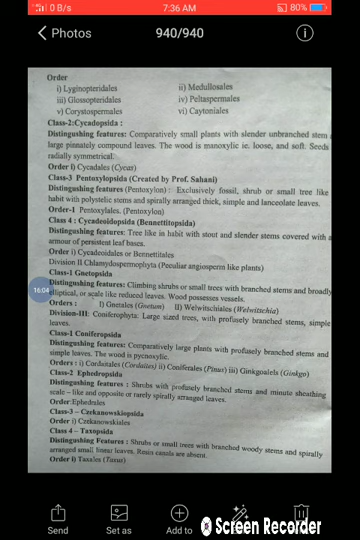 0 B/s 7:36 AM 80%
Photos 940/940
Order
i) Lyginopteridales ii) Medullosales
iii) Glossopteridales iv) Peltaspermales
v) Corystospermales vi) Caytoniales
Class-2:Cycadopsida :
Distingushing features: Comparatively small plants with slender unbranched stem
large pinnately compound leaves. The wood is manoxylic ie. loose, and soft. Seeds
radially symmetrical.
Order I) Cycadales (Cycas)
Class-3 Pentoxylopsida (Created by Prof. Sahani)
Distingushing features (Pentoxylon) : Exclusively fossil, shrub or small tree like
habit with polystelic stems and spirally arranged thick, simple and lanceolate leaves.
Order-1 Pentoxylales. (Pentoxylon)
Class 4 : Cycadeoidopsida (Bennettitopsida)
Distingushing features: Tree like in habit with stout and slender stems covered with a
armour of persistent leaf bases.
Order i) Cycadeoidales or Bennettitales
Division II Chlamydospermophyta (Peculiar angiosperm like plants)
Class-1 Gnetopsida
Distingushing features: Climbing shrubs or small trees with branched stems and broadly
elliptical, or scale like reduced leaves. Wood possesses vessels.
16:04
Orders : I) Gnetales (Gnetum) II) Welwitschiales (Welwitzchia)
Division-III: Coniferophyta: Large sized trees, with profusely branched stems, simple
leaves.
Class-1 Coniferopsida
Distingushing features: Comparatively large plants with profusely branched stems and
simple leaves. The wood is pycnoxylic.
Orders : i) Cordaitales (Cordaites) ii) Coniferales (Pinus) iii) Ginkgoalels (Ginkgo)
Class-2 Ephedropsida
Distingushing features : Shrubs with profusely branched stems and minute sheathing
scale – like and opposite or rarely spirally arranged leaves.
Order Ephedrales
Class-3 – Czekanowskiopsida
Order i) Czekanowskiales
Class 4 – Taxopsida
Distingushing Features : Shrubs or small trees with branched woody stems and spirally
arranged small linear leaves. Resin canals are absent.
Order I) Taxales (Taxus)
Send Set as Add to
Screen Recorder